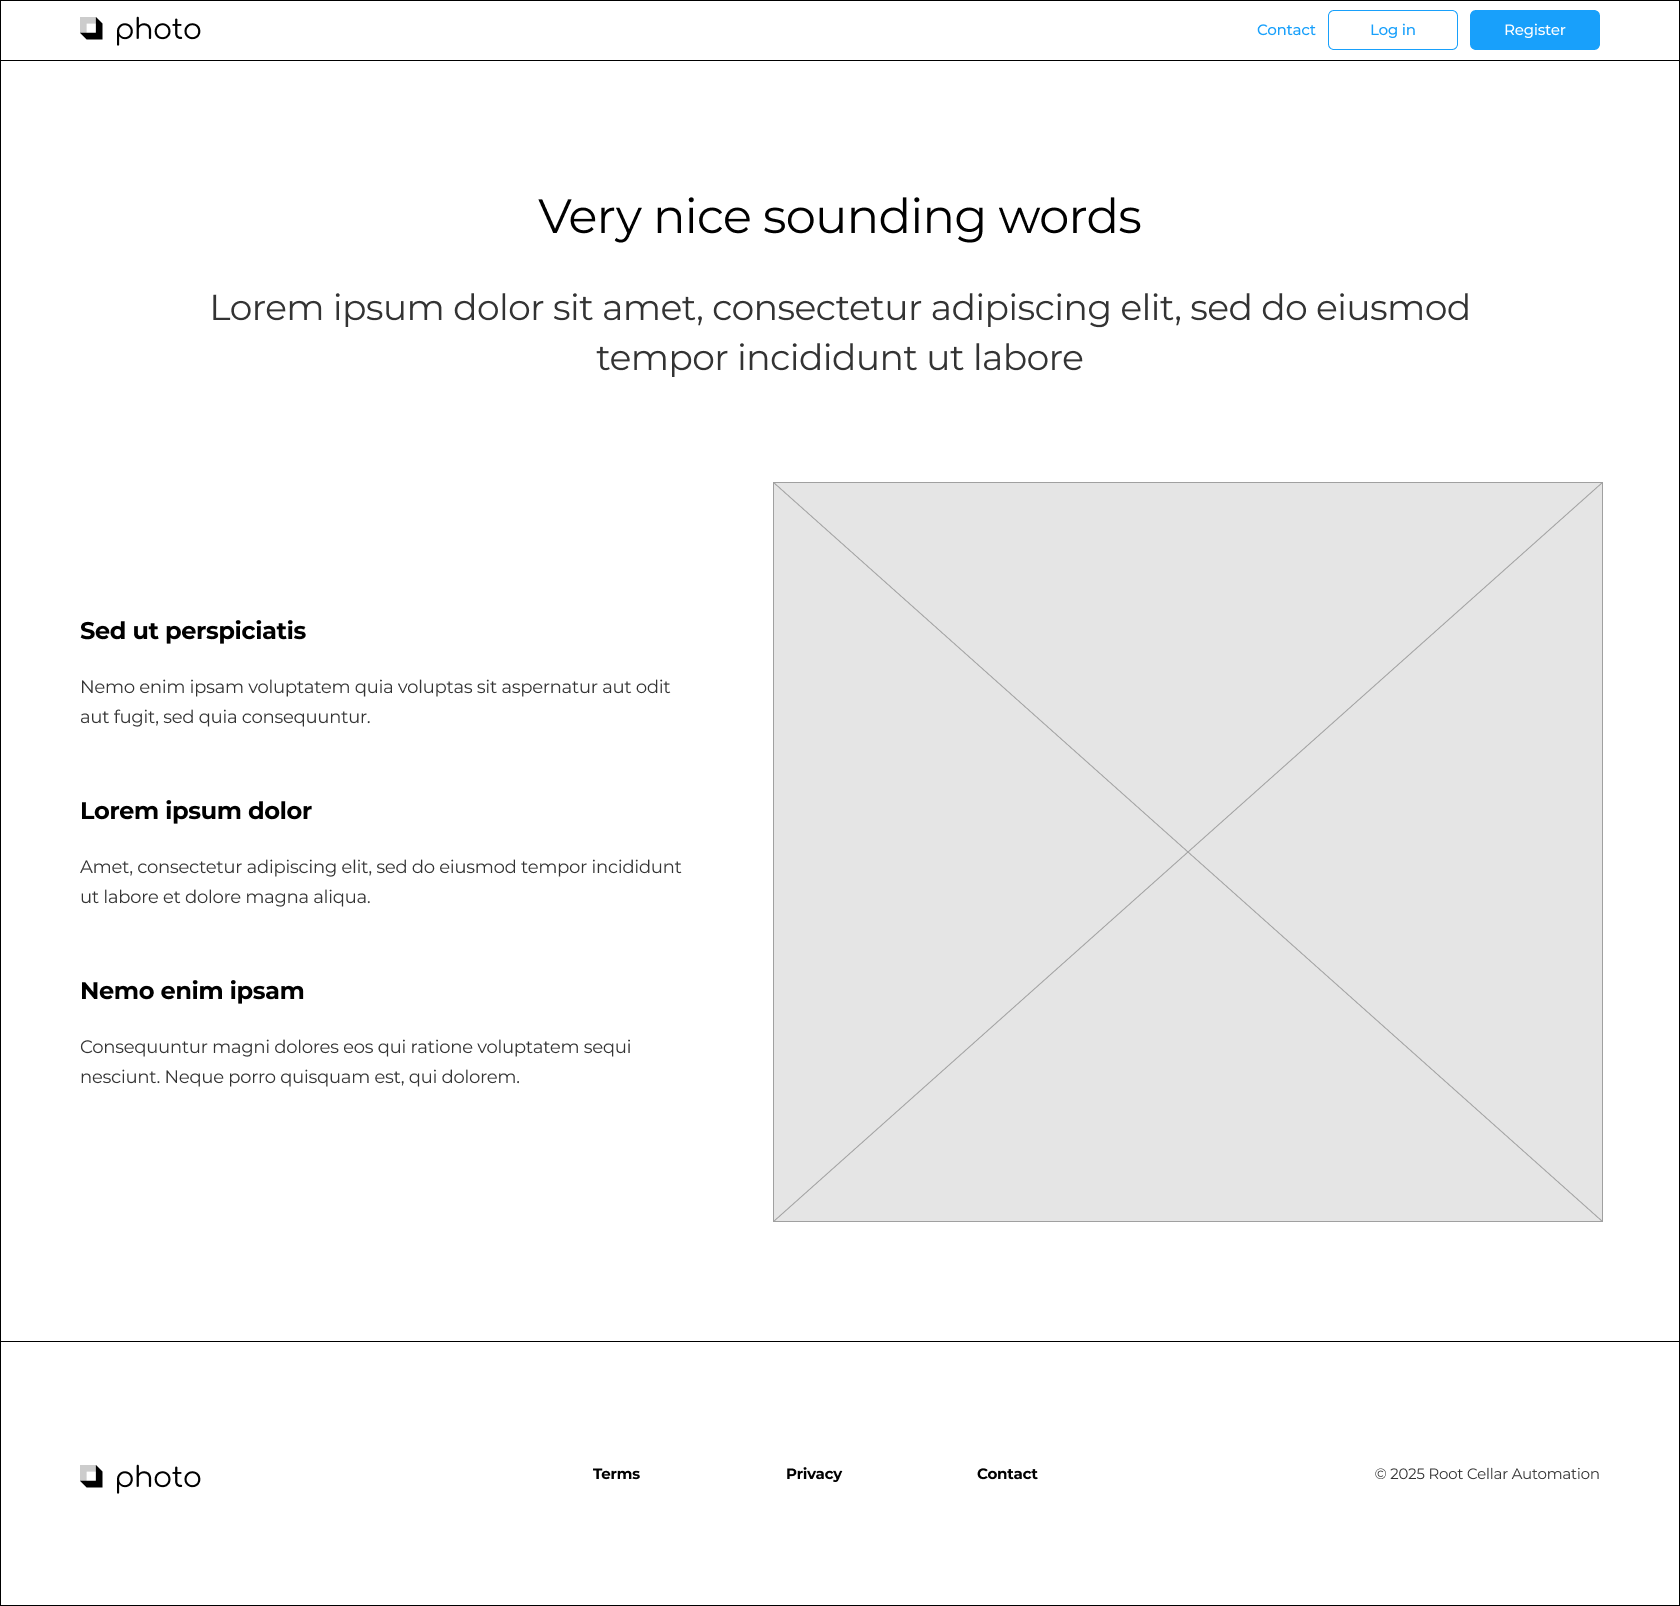 photo
Contact
Log in
Register
Very nice sounding words
Lorem ipsum dolor sit amet, consectetur adipiscing elit, sed do eiusmod
tempor incididunt ut labore
Sed ut perspiciatis
Nemo enim ipsam voluptatem quia voluptas sit aspernatur aut odit
aut fugit, sed quia consequuntur.
Lorem ipsum dolor
Amet, consectetur adipiscing elit, sed do eiusmod tempor incididunt
ut labore et dolore magna aliqua.
Nemo enim ipsam
Consequuntur magni dolores eos qui ratione voluptatem sequi
nesciunt. Neque porro quisquam est, qui dolorem.
photo
Terms
Privacy
Contact
© 2025 Root Cellar Automation